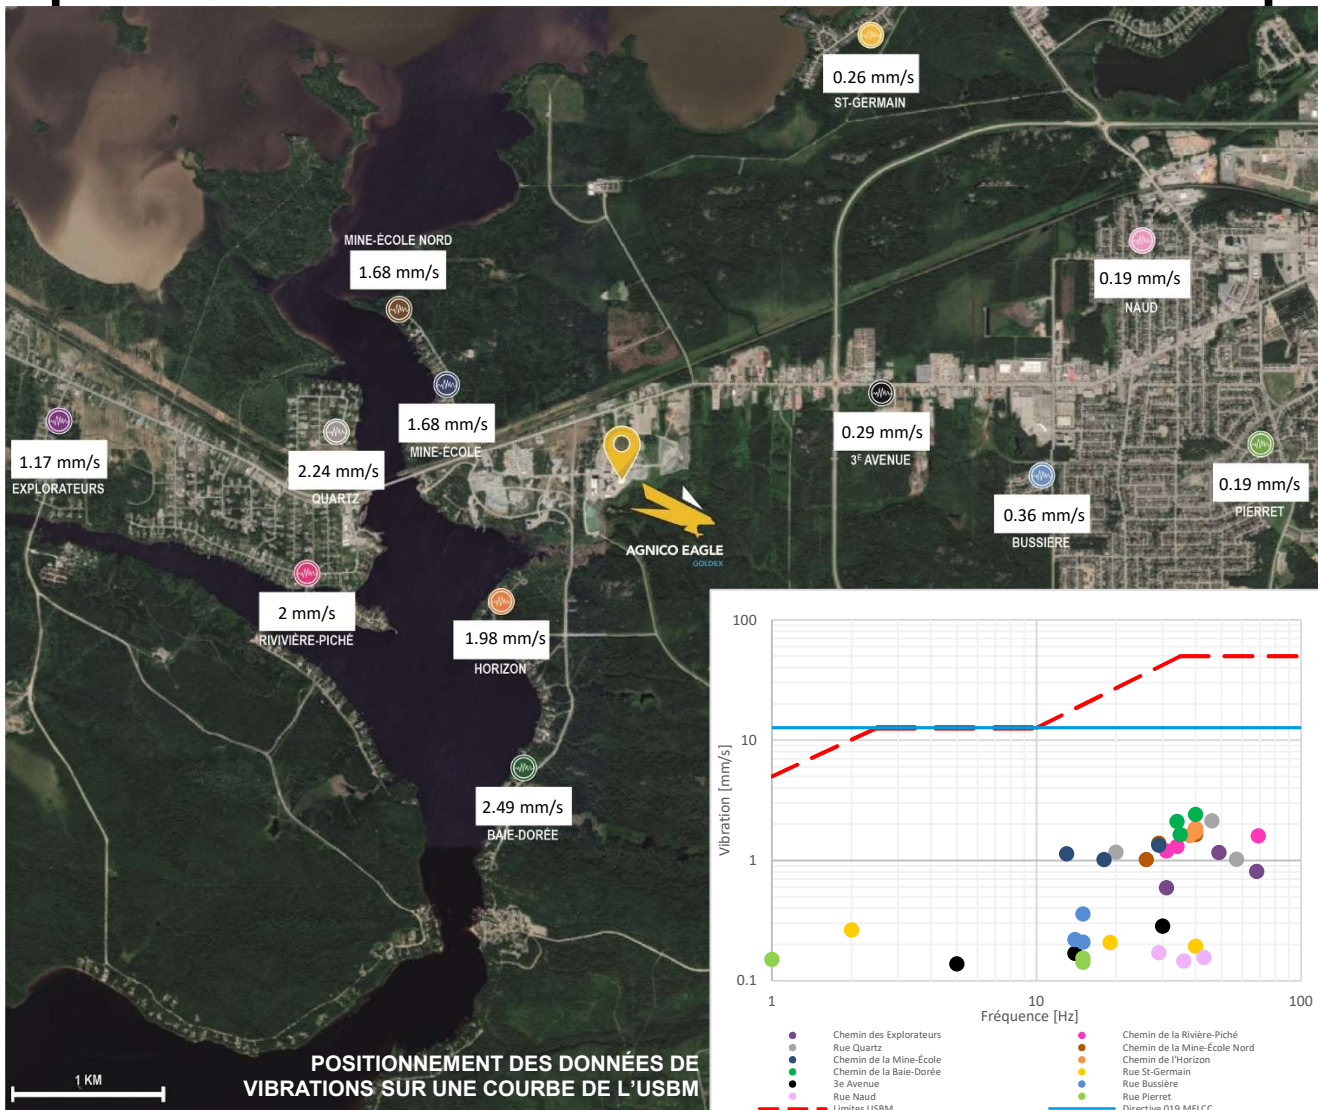 0.26 mm/s
ST-GERMAIN
MINE-ÉCOLE NORD
1.68 mm/s
0.19 mm/s
NAUD
1.68 mm/s
MINE-ÉCOLE
1.17 mm/s
EXPLORATEURS
2.24 mm/s
QUARTZ
0.29 mm/s
3E AVENUE
0.19 mm/s
PIERRET
0.36 mm/s
BUSSIÈRE
AGNICO EAGLE
GOLDEX
2 mm/s
RIVIVIÈRE-PICHÉ
1.98 mm/s
HORIZON
2.49 mm/s
BAIE-DORÉE
POSITIONNEMENT DES DONNÉES DE
VIBRATIONS SUR UNE COURBE DE L'USBM
1 KM
100
10
1
0.1
Vibration [mm/s]
1
10
100
Fréquence [Hz]
Chemin des Explorateurs
Chemin de la Rivière-Piché
Rue Quartz
Chemin de la Mine-École Nord
Chemin de la Mine-École
Chemin de l'Horizon
Chemin de la Baie-Dorée
Rue St-Germain
3e Avenue
Rue Bussière
Rue Naud
Rue Pierret
Limites USBM
Directive 019 MELCC